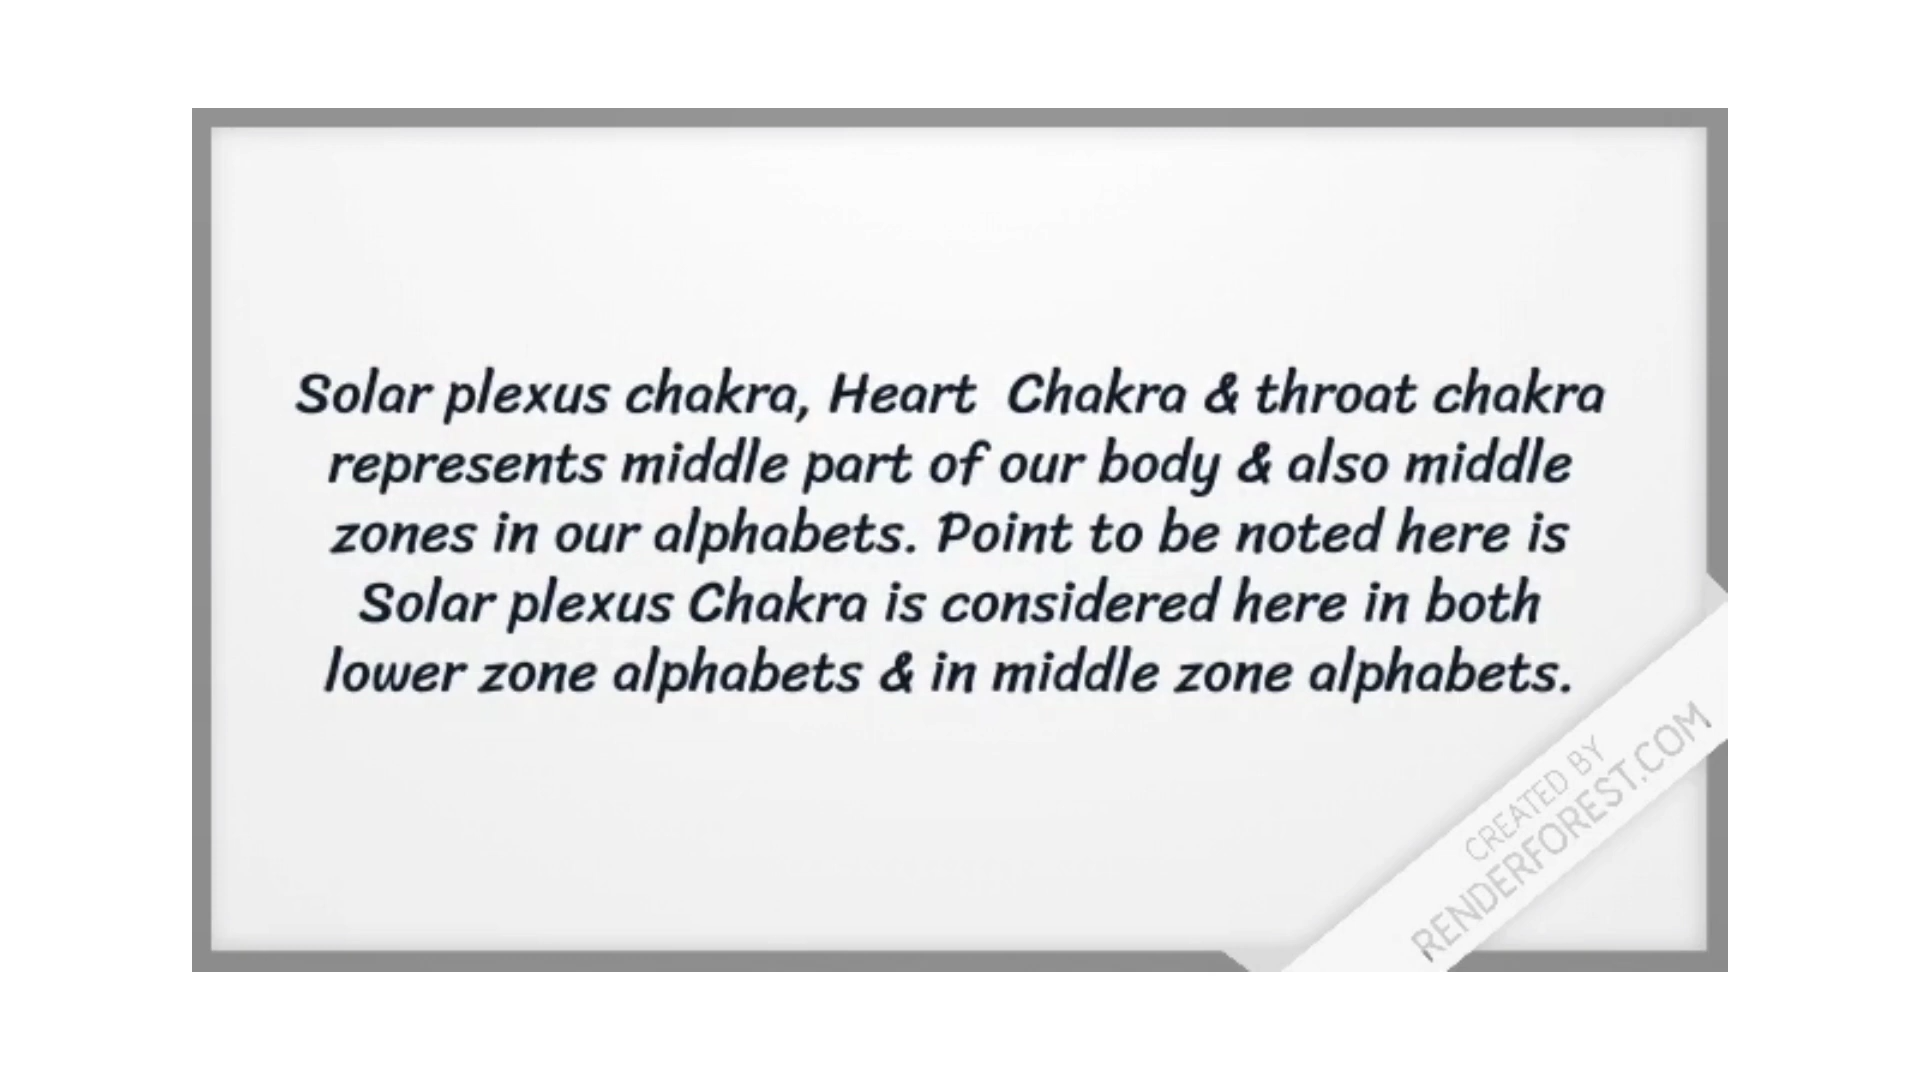 Solar plexus chakra, Heart  Chakra & throat chakra
represents middle part of our body & also middle
zones in our alphabets. Point to be noted here is
Solar plexus Chakra is considered here in both
lower zone alphabets & in middle zone alphabets.
CREATED BY
RENDERFOREST.COM